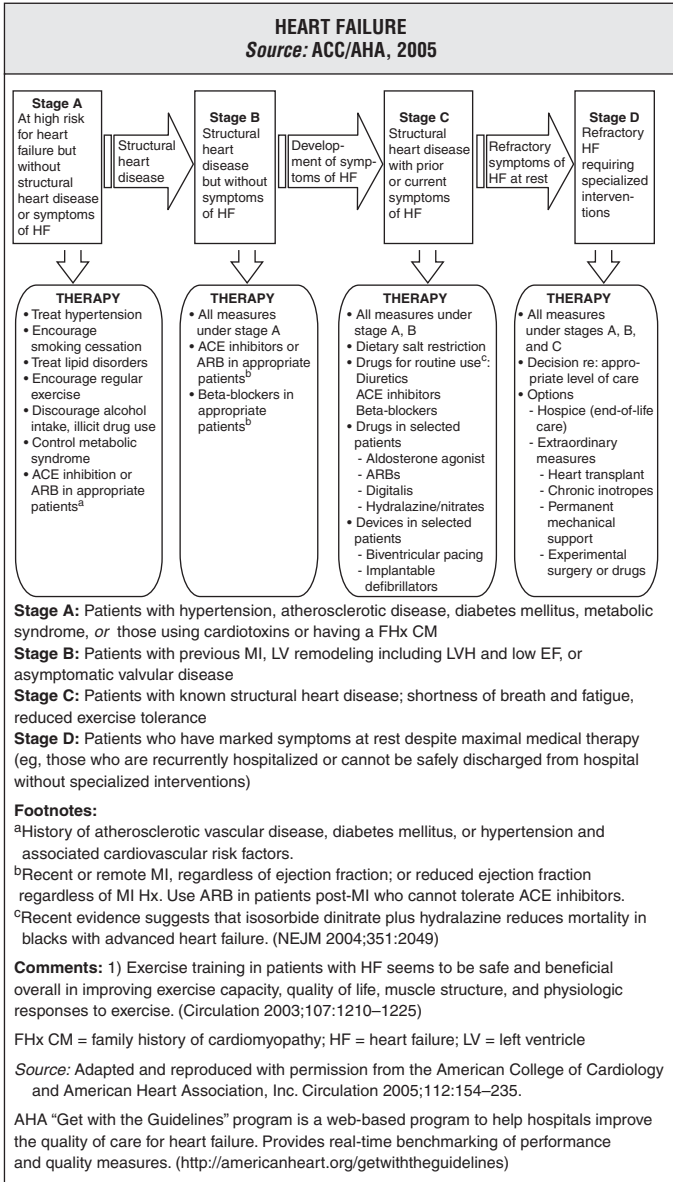 HEART FAILURE
Source: ACC/AHA, 2005
Stage A
At high risk
for heart
failure but
without
structural
heart disease
or symptoms
of HF
Structural
heart
disease
Stage B
Structural
heart
disease
but without
symptoms
of HF
Develop-
ment of symp-
toms of HF
Stage C
Structural
heart disease
with prior
or current
symptoms
of HF
Refractory
symptoms of
HF at rest
Stage D
Refractory
HF
requiring
specialized
interven-
tions
THERAPY
• Treat hypertension
• Encourage
smoking cessation
• Treat lipid disorders
• Encourage regular
exercise
• Discourage alcohol
intake, illicit drug use
• Control metabolic
syndrome
• ACE inhibition or
ARB in appropriate
patientsa
THERAPY
• All measures
under stage A
• ACE inhibitors or
ARB in appropriate
patientsb
• Beta-blockers in
appropriate
patientsb
THERAPY
• All measures under
stage A, B
• Dietary salt restriction
• Drugs for routine usec:
Diuretics
ACE inhibitors
Beta-blockers
• Drugs in selected
patients
- Aldosterone agonist
- ARBs
- Digitalis
- Hydralazine/nitrates
• Devices in selected
patients
- Biventricular pacing
- Implantable
defibrillators
THERAPY
• All measures
under stages A, B,
and C
• Decision re: appro-
priate level of care
• Options
- Hospice (end-of-life
care)
- Extraordinary
measures
- Heart transplant
- Chronic inotropes
- Permanent
mechanical
support
- Experimental
surgery or drugs
Stage A: Patients with hypertension, atherosclerotic disease, diabetes mellitus, metabolic
syndrome, or those using cardiotoxins or having a FHx CM
Stage B: Patients with previous MI, LV remodeling including LVH and low EF, or
asymptomatic valvular disease
Stage C: Patients with known structural heart disease; shortness of breath and fatigue,
reduced exercise tolerance
Stage D: Patients who have marked symptoms at rest despite maximal medical therapy
(eg, those who are recurrently hospitalized or cannot be safely discharged from hospital
without specialized interventions)
Footnotes:
aHistory of atherosclerotic vascular disease, diabetes mellitus, or hypertension and
associated cardiovascular risk factors.
bRecent or remote MI, regardless of ejection fraction; or reduced ejection fraction
regardless of MI Hx. Use ARB in patients post-MI who cannot tolerate ACE inhibitors.
cRecent evidence suggests that isosorbide dinitrate plus hydralazine reduces mortality in
blacks with advanced heart failure. (NEJM 2004;351:2049)
Comments: 1) Exercise training in patients with HF seems to be safe and beneficial
overall in improving exercise capacity, quality of life, muscle structure, and physiologic
responses to exercise. (Circulation 2003;107:1210–1225)
FHx CM = family history of cardiomyopathy; HF = heart failure; LV = left ventricle
Source: Adapted and reproduced with permission from the American College of Cardiology
and American Heart Association, Inc. Circulation 2005;112:154–235.
AHA “Get with the Guidelines” program is a web-based program to help hospitals improve
the quality of care for heart failure. Provides real-time benchmarking of performance
and quality measures. (http://americanheart.org/getwiththeguidelines)